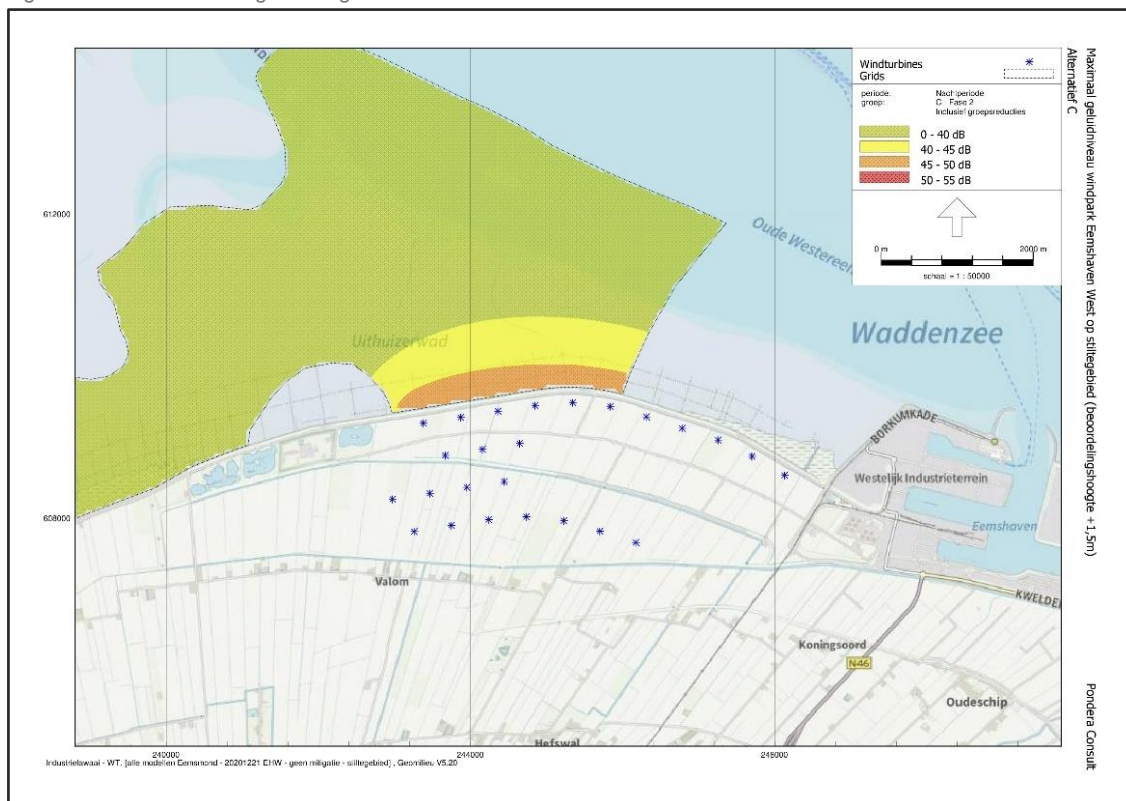 Windturbines
Grids
periode: Nachtperiode
groep: C - Fase 2
Inclusief groepsreducties
0 - 40 dB
40 - 45 dB
45 - 50 dB
50 - 55 dB
0 m 2000 m
schaal = 1 : 50000
Maximaal geluidniveau windpark Eemshaven West op stiltegebied (beoordelingshoogte +1,5m)
Alternatief C
Pondera Consult
612000
608000
Oude Westereem
Uithuizerwad
Waddenzee
BORKUMKADE
Westelijk Industrieterrein
Eemshaven
Valom
KWELDER
Koningsoord
N46
Oudeschip
Hefswal
240000
244000
248000
Industrielawaai - WT, [alle modellen Eemsmond - 20201221 EHW - geen mitigatie - stiltegebied] , Geomilieu V5.20